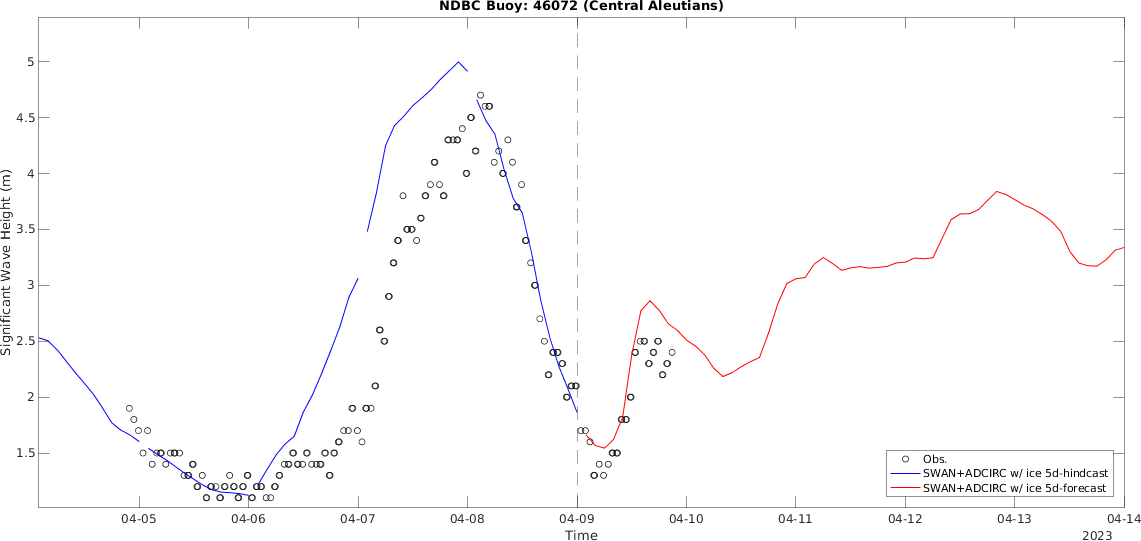 NDBC Buoy: 46072 (Central Aleutians)
Significant Wave Height (m)
5
4.5
4
3.5
3
2.5
2
1.5
1
Obs.
SWAN+ADCIRC w/ ice 5d-hindcast
SWAN+ADCIRC w/ ice 5d-forecast
04-05 04-06 04-07 04-08 04-09 04-10 04-11 04-12 04-13 04-14
Time
2023